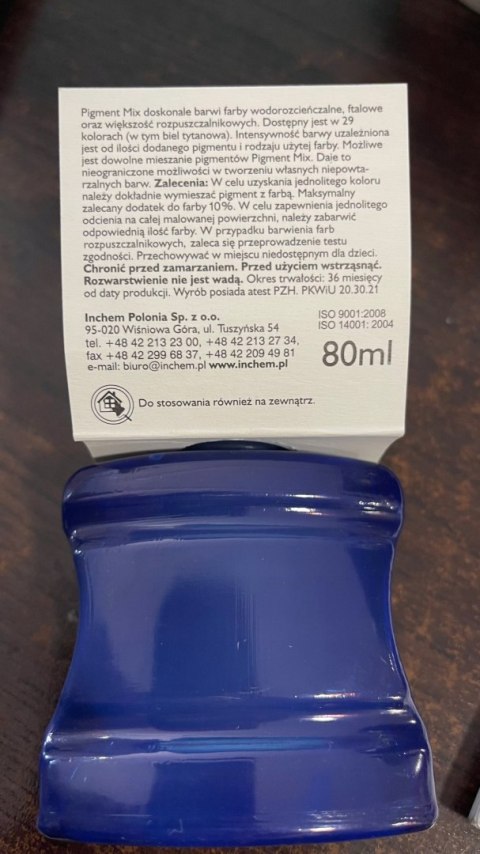 Pigment Mix doskonale barwi farby wodorozcieńczalne, ftalowe
oraz większość rozpuszczalnikowych. Dostępny jest w 29
kolorach (w tym biel tytanowa). Intensywność barwy uzależniona
jest od ilości dodanego pigmentu i rodzaju użytej farby. Możliwe
jest dowolne mieszanie pigmentów Pigment Mix. Daje to
nieograniczone możliwości w tworzeniu własnych niepowta-
rzalnych barw. Zalecenia: W celu uzyskania jednolitego koloru
należy dokładnie wymieszać pigment z farbą. Maksymalny
zalecany dodatek do farby 10%. W celu zapewnienia jednolitego
odcienia na całej malowanej powierzchni, należy zabarwić
odpowiednią ilość farby. W przypadku barwienia farb
rozpuszczalnikowych, zaleca się przeprowadzenie testu
zgodności. Przechowywać w miejscu niedostępnym dla dzieci.
Chronić przed zamarzaniem. Przed użyciem wstrząsnąć.
Rozwarstwienie nie jest wadą. Okres trwałości: 36 miesięcy
od daty produkcji. Wyrób posiada atest PZH. PKWiU 20.30.21
Inchem Polonia Sp. z o.o.
95-020 Wiśniowa Góra, ul. Tuszyńska 54
tel. +48 42 213 23 00, +48 42 213 27 34,
fax +48 42 299 68 37, +48 42 209 49 81
e-mail: biuro@inchem.pl www.inchem.pl
ISO 9001:2008
ISO 14001: 2004
80ml
Do stosowania również na zewnątrz.